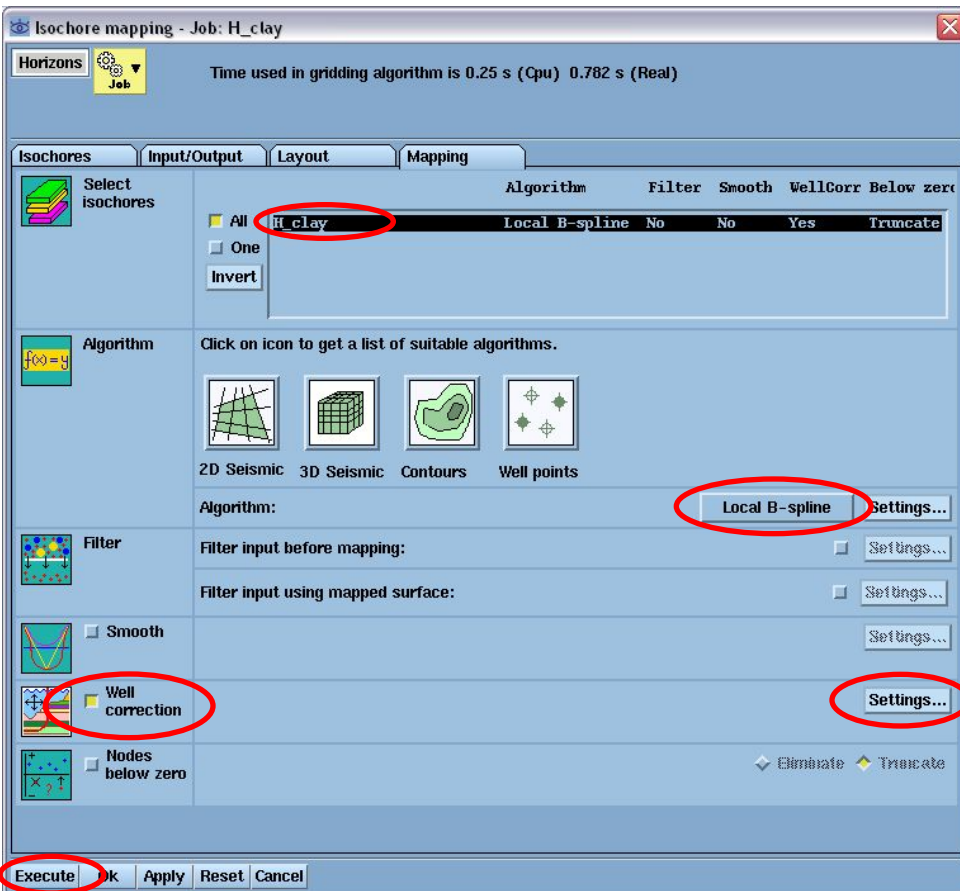 Isochore mapping - Job: H_clay
Horizons
Job
Time used in gridding algorithm is 0.25 s (Cpu) 0.782 s (Real)
Isochores Input/Output Layout Mapping
Select isochores
Algorithm Filter Smooth WellCorr Below zero
All H_clay Local B-spline No No Yes Truncate
One
Invert
Algorithm
f(x)=y
Click on icon to get a list of suitable algorithms.
2D Seismic 3D Seismic Contours Well points
Algorithm: Local B-spline Settings...
Filter
Filter input before mapping: Settings...
Filter input using mapped surface: Settings...
Smooth Settings...
Well correction Settings...
Nodes below zero Eliminate Truncate
Execute Ok Apply Reset Cancel